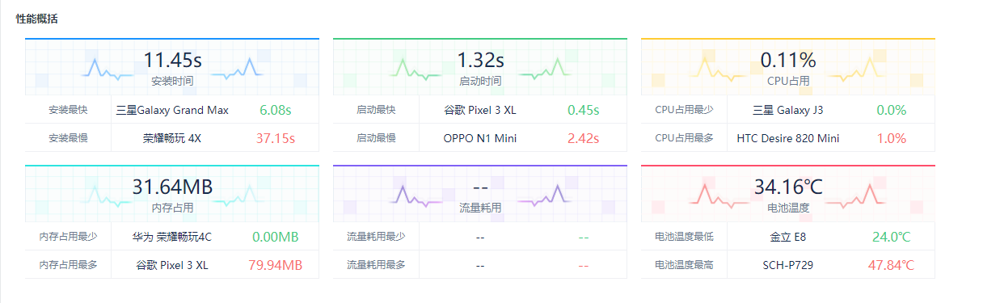 性能概括
11.45s
安装时间
安装最快 三星Galaxy Grand Max 6.08s
安装最慢 荣耀畅玩 4X 37.15s
1.32s
启动时间
启动最快 谷歌 Pixel 3 XL 0.45s
启动最慢 OPPO N1 Mini 2.42s
0.11%
CPU占用
CPU占用最少 三星 Galaxy J3 0.0%
CPU占用最多 HTC Desire 820 Mini 1.0%
31.64MB
内存占用
内存占用最少 华为 荣耀畅玩4C 0.00MB
内存占用最多 谷歌 Pixel 3 XL 79.94MB
--
流量耗用
流量耗用最少 -- --
流量耗用最多 -- --
34.16℃
电池温度
电池温度最低 金立 E8 24.0℃
电池温度最高 SCH-P729 47.84℃